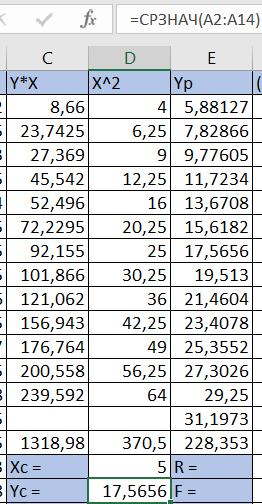 =СРЗНАЧ(A2:A14)
C D E
Y*X X^2 Yp (
8,66 4 5,88127
23,7425 6,25 7,82866
27,369 9 9,77605
45,542 12,25 11,7234
52,496 16 13,6708
72,2295 20,25 15,6182
92,155 25 17,5656
101,866 30,25 19,513
121,062 36 21,4604
156,943 42,25 23,4078
176,764 49 25,3552
200,558 56,25 27,3026
239,592 64 29,25
31,1973
1318,98 370,5 228,353
Xc = 5 R =
Yc = 17,5656 F =